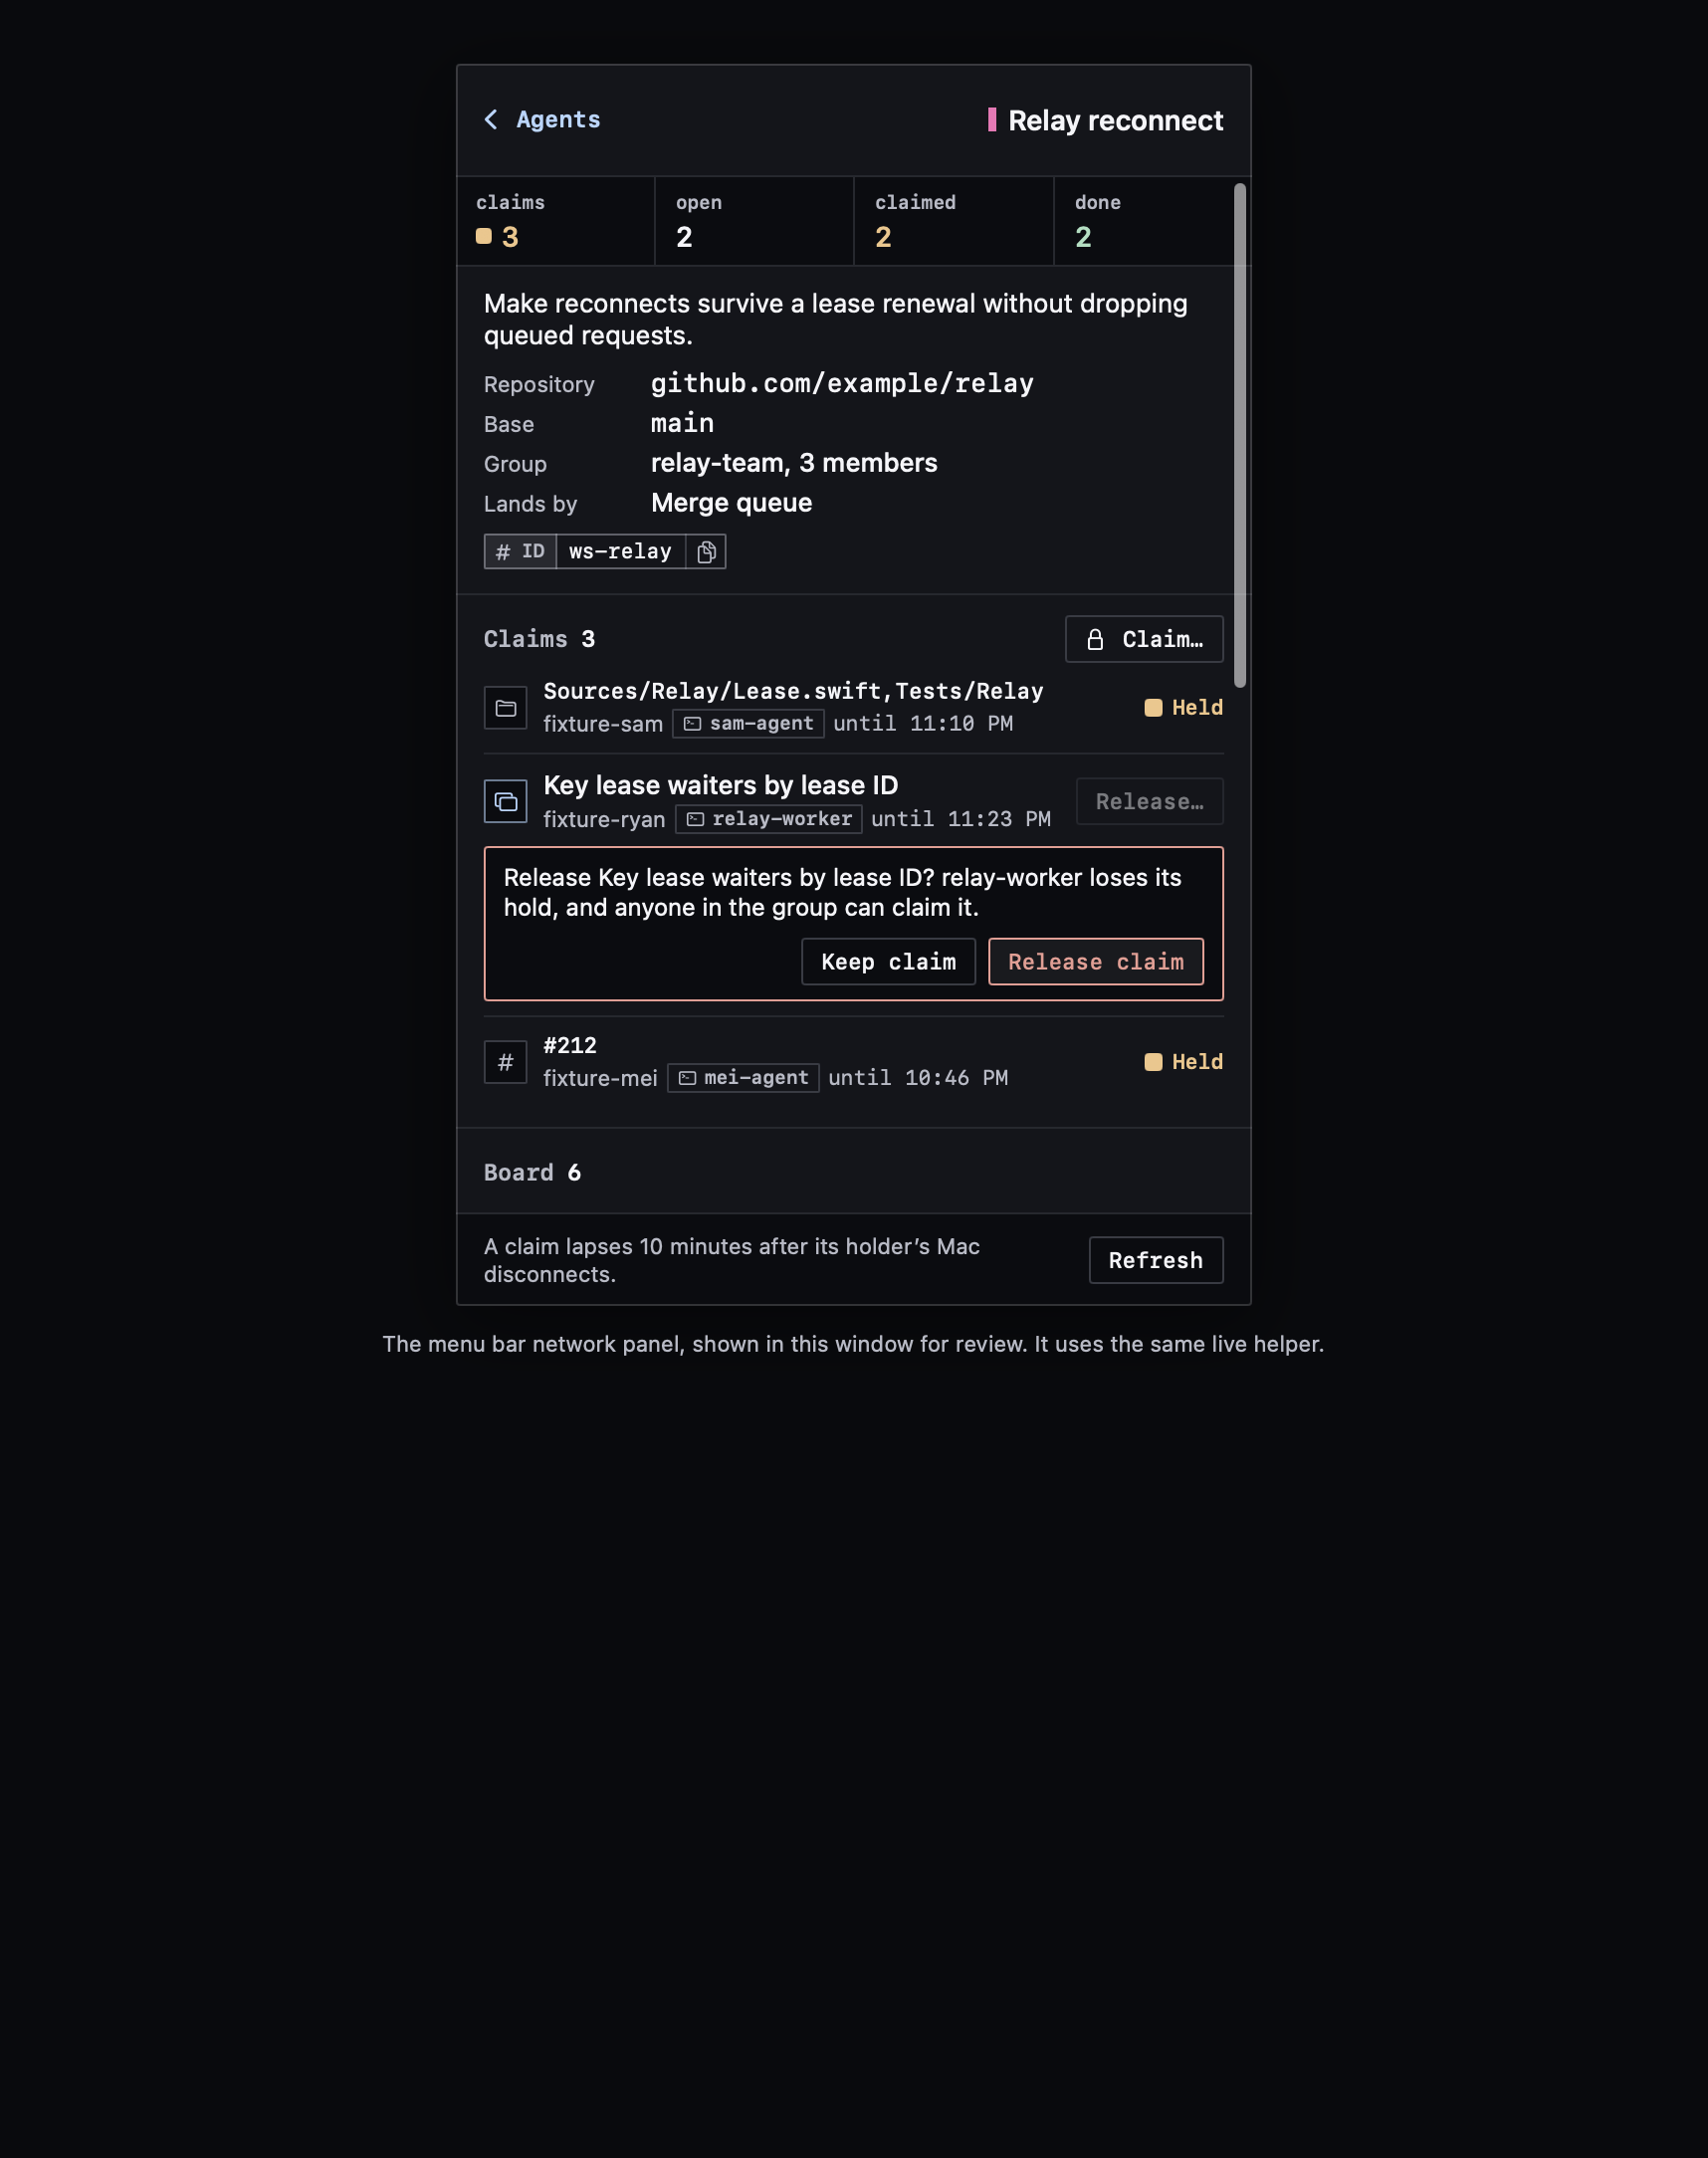 Agents
Relay reconnect
claims
3
open
2
claimed
2
done
2
Make reconnects survive a lease renewal without dropping
queued requests.
Repository github.com/example/relay
Base main
Group relay-team, 3 members
Lands by Merge queue
# ID ws-relay
Claims 3
Claim…
Sources/Relay/Lease.swift,Tests/Relay
fixture-sam sam-agent until 11:10 PM
Held
Key lease waiters by lease ID
fixture-ryan relay-worker until 11:23 PM
Release…
Release Key lease waiters by lease ID? relay-worker loses its
hold, and anyone in the group can claim it.
Keep claim Release claim
#
#212
fixture-mei mei-agent until 10:46 PM
Held
Board 6
A claim lapses 10 minutes after its holder’s Mac
disconnects.
Refresh
The menu bar network panel, shown in this window for review. It uses the same live helper.